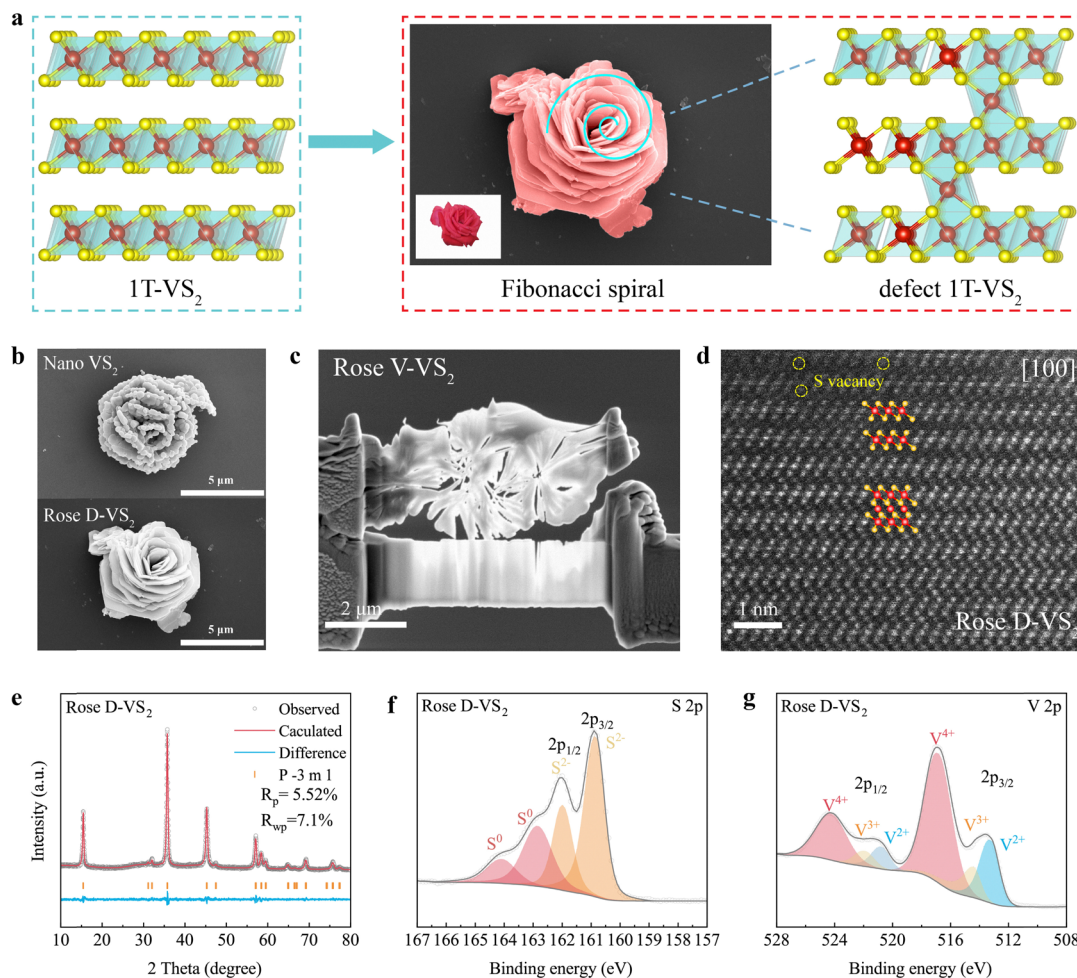 a
1T-VS₂
Fibonacci spiral
defect 1T-VS₂
b
Nano VS₂
5 μm
Rose D-VS₂
5 μm
c
Rose V-VS₂
2 μm
d
[100]
S vacancy
1 nm
Rose D-VS₂
e
Rose D-VS₂
Observed
Caculated
Difference
P -3 m 1
Rₚ= 5.52%
R_wp=7.1%
Intensity (a.u.)
10 20 30 40 50 60 70 80
2 Theta (degree)
f
Rose D-VS₂
S 2p
2p₃/₂
2p₁/₂
S²⁻
S²⁻
S⁰
S⁰
167 166 165 164 163 162 161 160 159 158 157
Binding energy (eV)
g
Rose D-VS₂
V 2p
V⁴⁺
2p₁/₂
2p₃/₂
V⁴⁺
V³⁺
V²⁺
V³⁺
V²⁺
528 524 520 516 512 508
Binding energy (eV)